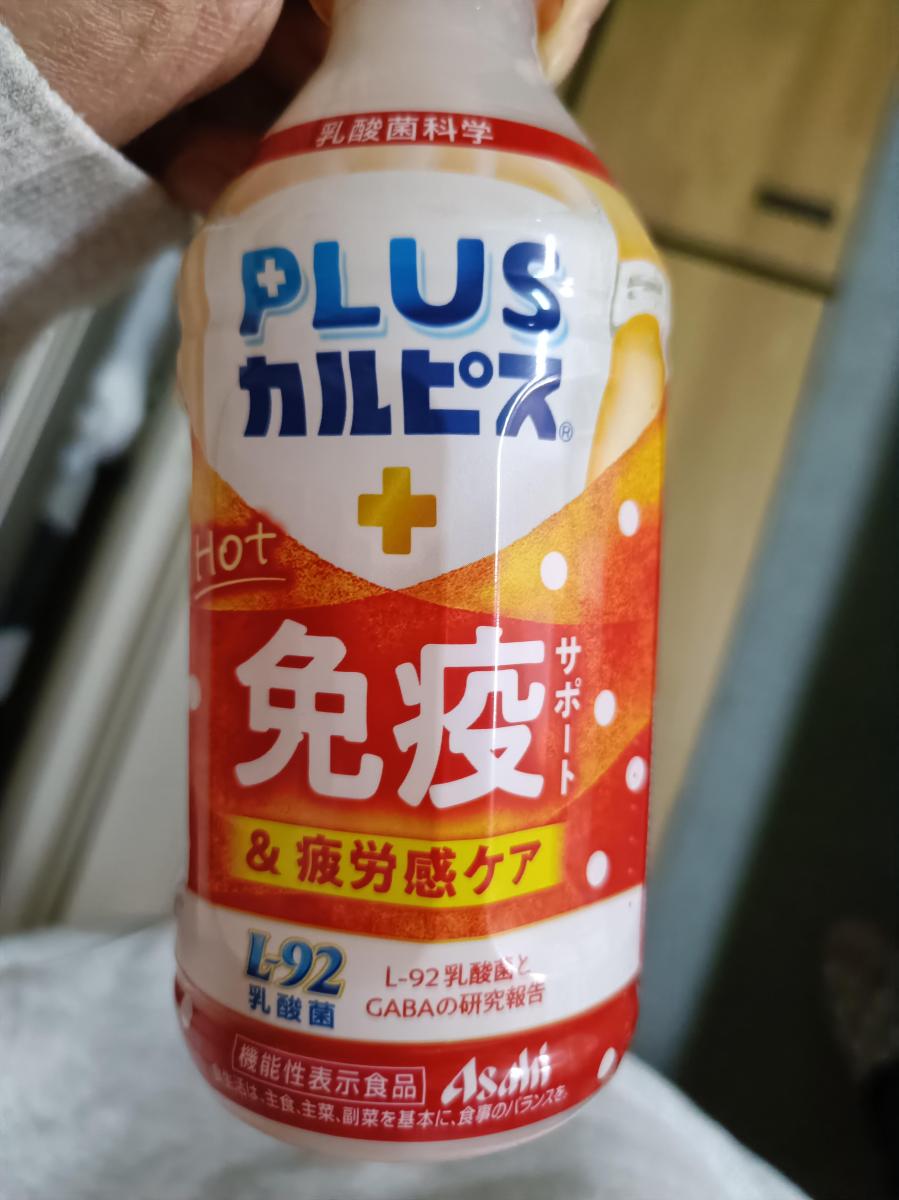 乳酸菌科学
PLUS
カルピス®
Hot
免疫
サポート
& 疲労感ケア
L-92
乳酸菌
L-92 乳酸菌と
GABAの研究報告
機能性表示食品
Asahi
食生活は、主食、主菜、副菜を基本に、食事のバランスを。